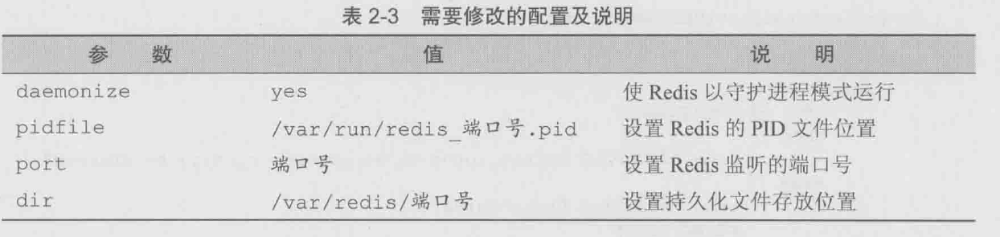 表 2-3 需要修改的配置及说明
参 数 值 说 明
daemonize yes 使 Redis 以守护进程模式运行
pidfile /var/run/redis_端口号.pid 设置 Redis 的 PID 文件位置
port 端口号 设置 Redis 监听的端口号
dir /var/redis/端口号 设置持久化文件存放位置